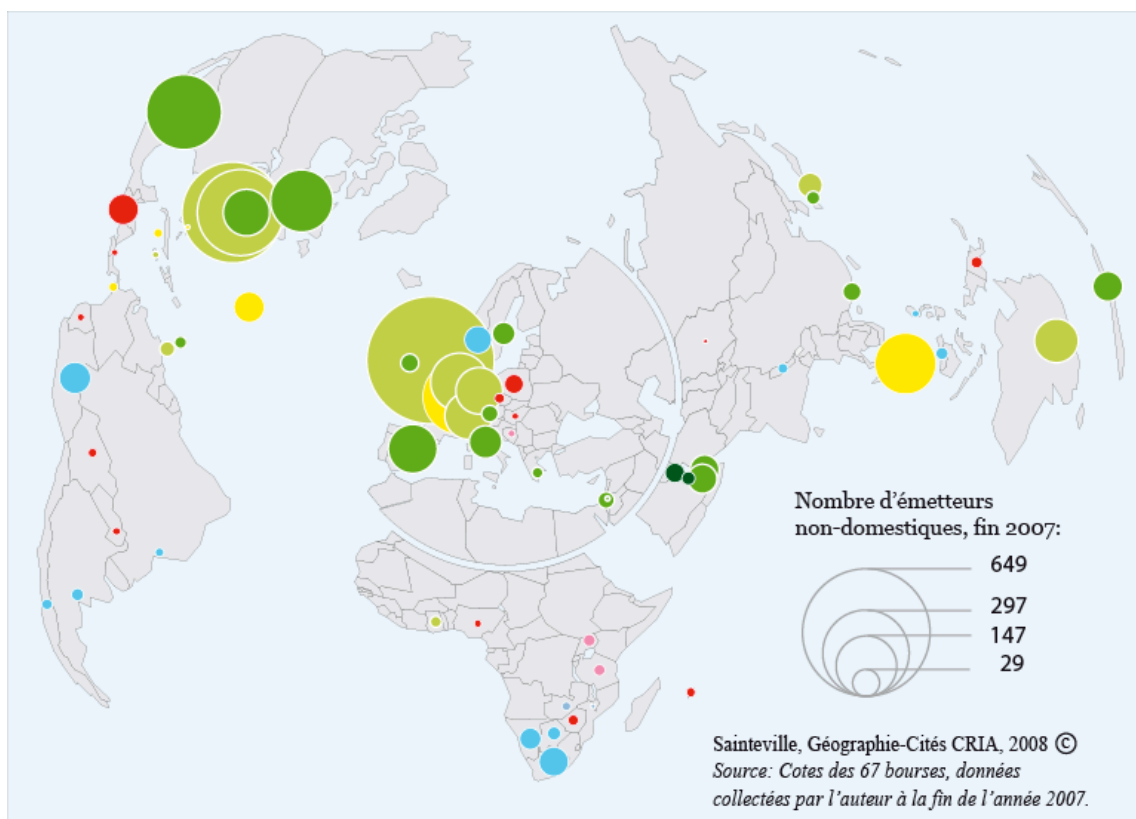 Nombre d’émetteurs
non-domestiques, fin 2007:
649
297
147
29
Sainteville, Géographie-Cités CRIA, 2008 ©
Source: Cotes des 67 bourses, données
collectées par l’auteur à la fin de l’année 2007.